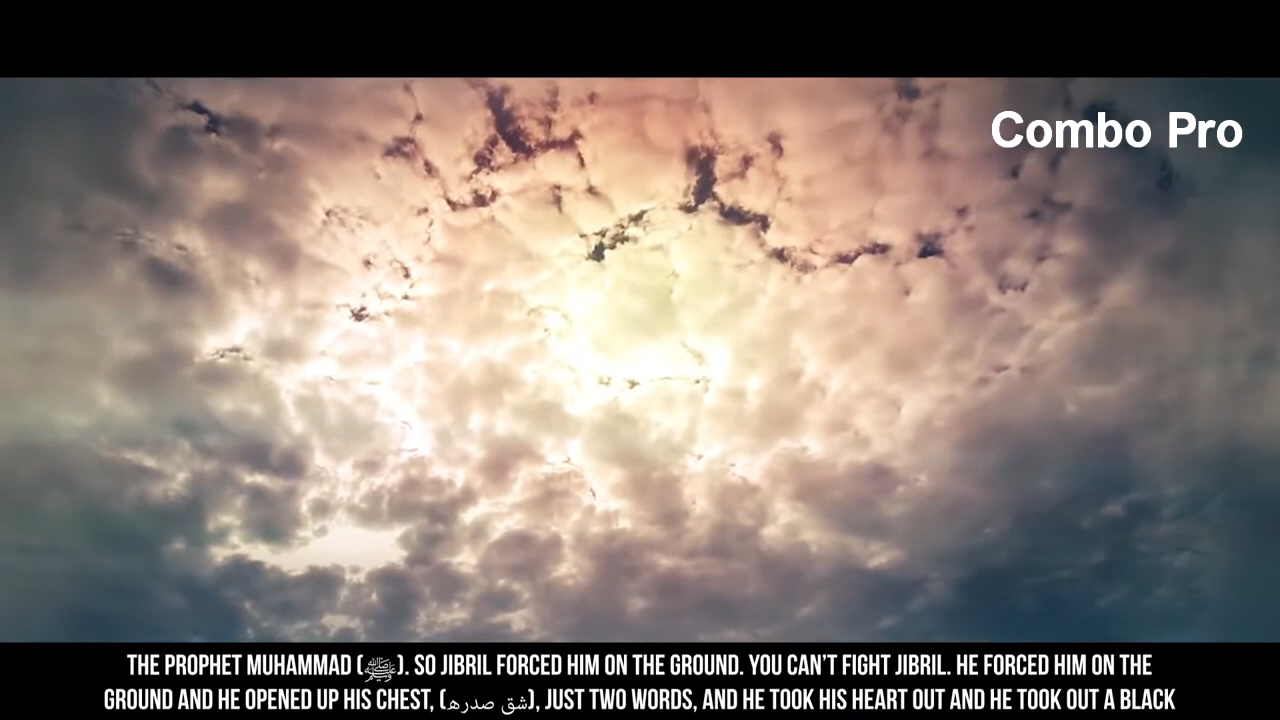 Combo Pro
THE PROPHET MUHAMMAD (ﷺ). SO JIBRIL FORCED HIM ON THE GROUND. YOU CAN'T FIGHT JIBRIL. HE FORCED HIM ON THE
GROUND AND HE OPENED UP HIS CHEST, (شق صدره), JUST TWO WORDS, AND HE TOOK HIS HEART OUT AND HE TOOK OUT A BLACK